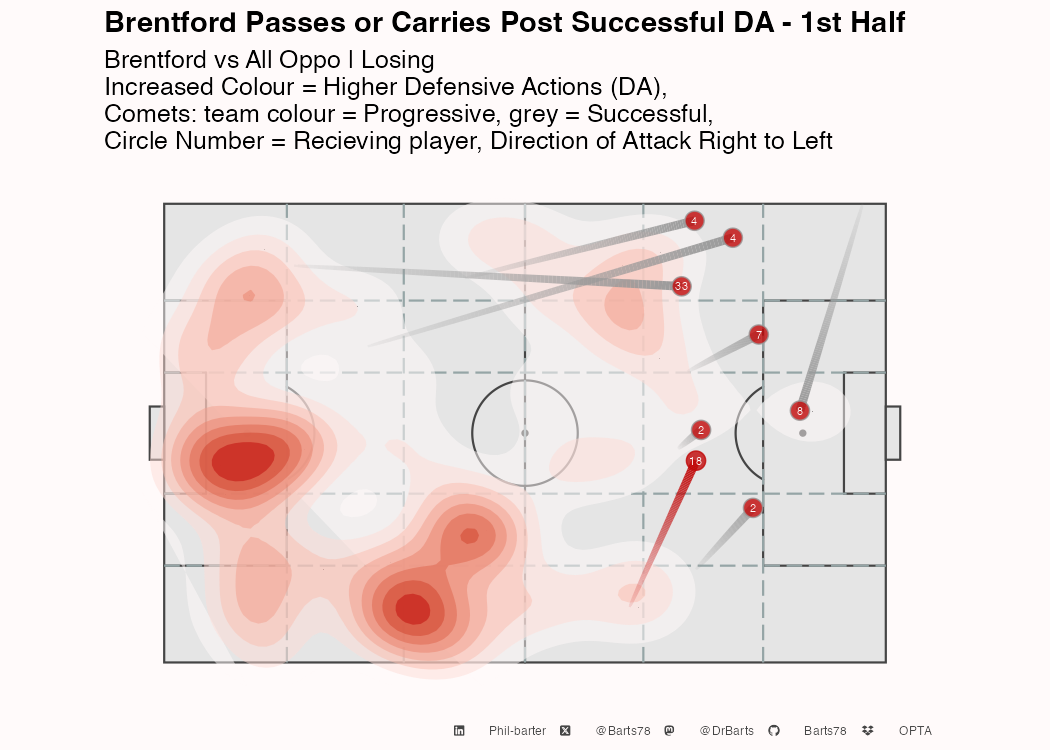 Brentford Passes or Carries Post Successful DA - 1st Half
Brentford vs All Oppo | Losing
Increased Colour = Higher Defensive Actions (DA),
Comets: team colour = Progressive, grey = Successful,
Circle Number = Recieving player, Direction of Attack Right to Left
4
4
33
7
8
2
18
2
Phil-barter @Barts78 @DrBarts Barts78 OPTA